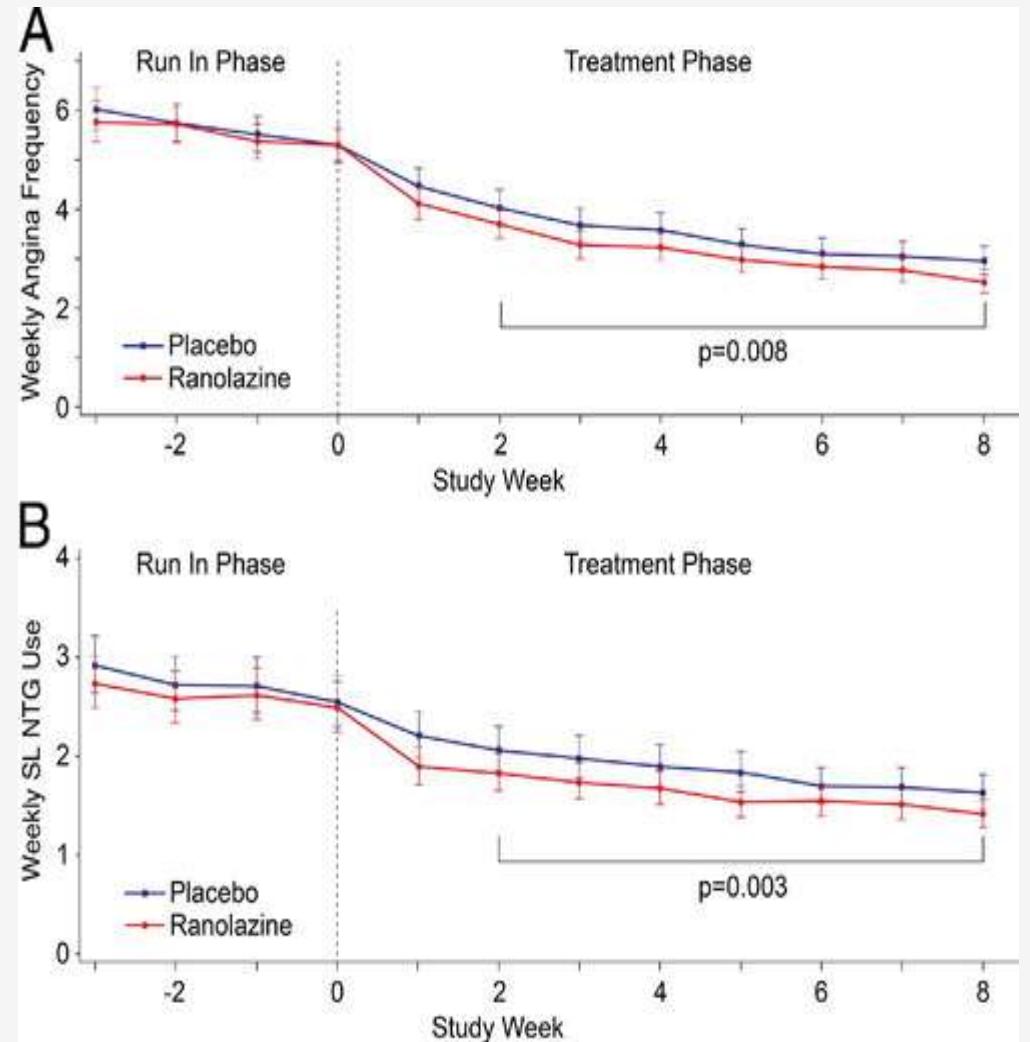 A
Run In Phase
Treatment Phase
Weekly Angina Frequency
6
4
2
0
Placebo
Ranolazine
p=0.008
-2 0 2 4 6 8
Study Week
B
Run In Phase
Treatment Phase
Weekly SL NTG Use
4
3
2
1
0
Placebo
Ranolazine
p=0.003
-2 0 2 4 6 8
Study Week